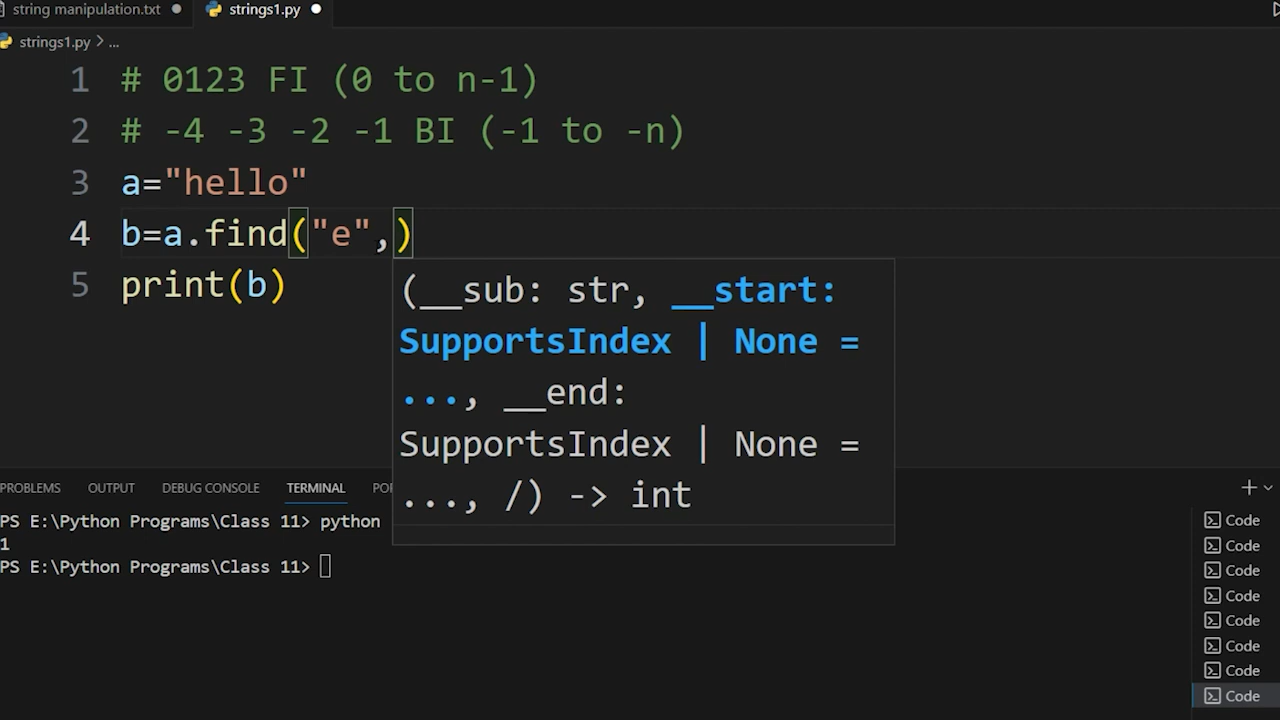 string manipulation.txt strings1.py
strings1.py > ...
1 # 0123 FI (0 to n-1)
2 # -4 -3 -2 -1 BI (-1 to -n)
3 a="hello"
4 b=a.find("e",)
5 print(b)
(__sub: str, __start:
SupportsIndex | None =
..., __end:
SupportsIndex | None =
..., /) -> int
PROBLEMS OUTPUT DEBUG CONSOLE TERMINAL
PS E:\Python Programs\Class 11> python
1
PS E:\Python Programs\Class 11>
Code
Code
Code
Code
Code
Code
Code
Code